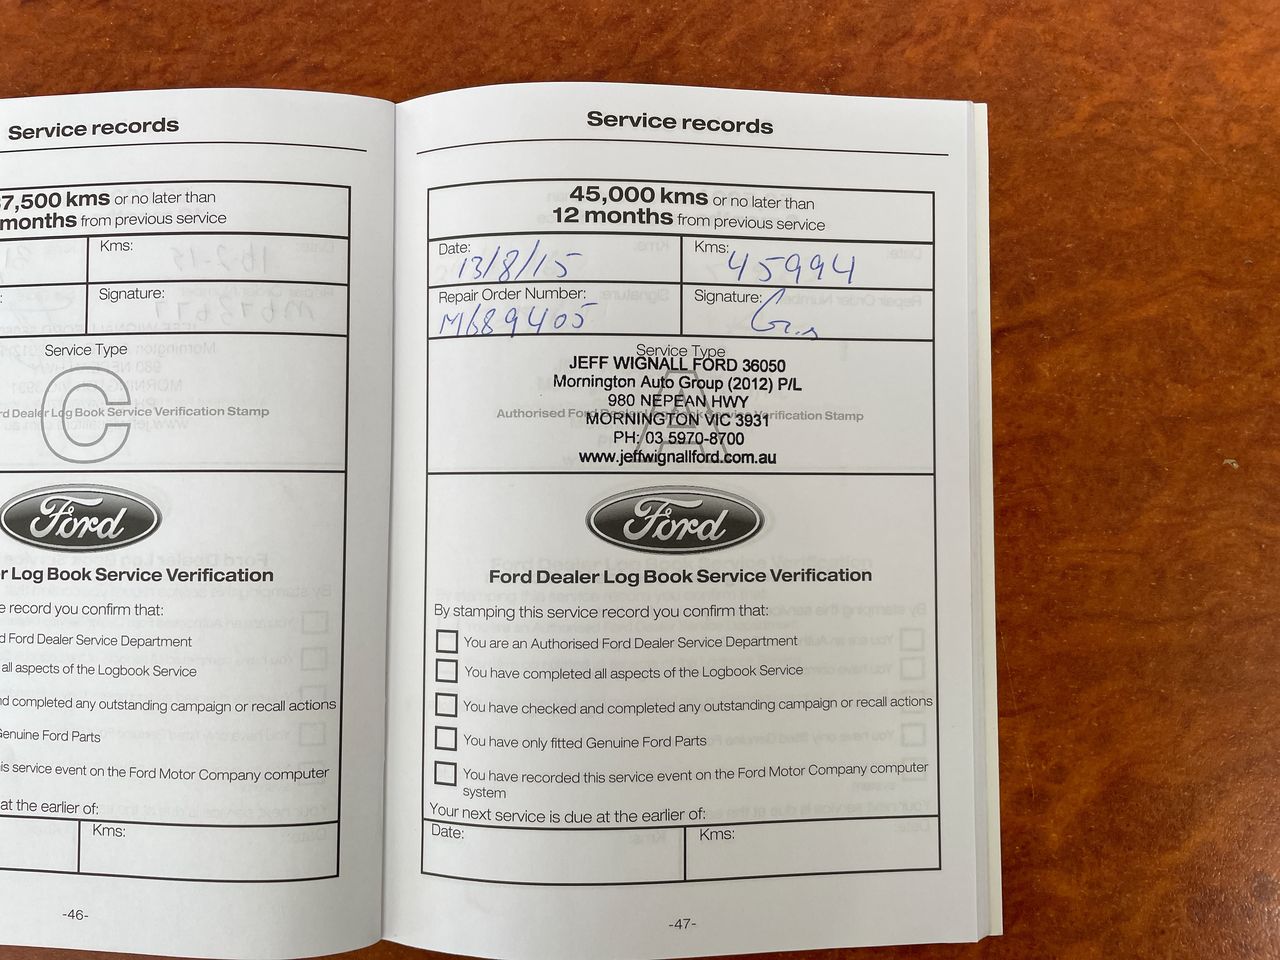 Service records
7,500 kms or no later than
months from previous service
Kms:
Signature:
Service Type
C
rd Dealer Log Book Service Verification Stamp
Ford
r Log Book Service Verification
e record you confirm that:
d Ford Dealer Service Department
all aspects of the Logbook Service
nd completed any outstanding campaign or recall actions
Genuine Ford Parts
is service event on the Ford Motor Company computer
at the earlier of:
Kms:
-46-
Service records
45,000 kms or no later than
12 months from previous service
Date: 13/8/15
Kms: 45994
Repair Order Number: M689405
Signature:
Service Type
A
JEFF WIGNALL FORD 36050
Mornington Auto Group (2012) P/L
980 NEPEAN HWY
Authorised Ford Dealer Log Book Service Verification Stamp
MORNINGTON VIC 3931
PH: 03 5970-8700
www.jeffwignallford.com.au
Ford
Ford Dealer Log Book Service Verification
By stamping this service record you confirm that:
You are an Authorised Ford Dealer Service Department
You have completed all aspects of the Logbook Service
You have checked and completed any outstanding campaign or recall actions
You have only fitted Genuine Ford Parts
You have recorded this service event on the Ford Motor Company computer
system
Your next service is due at the earlier of:
Date:
Kms:
-47-